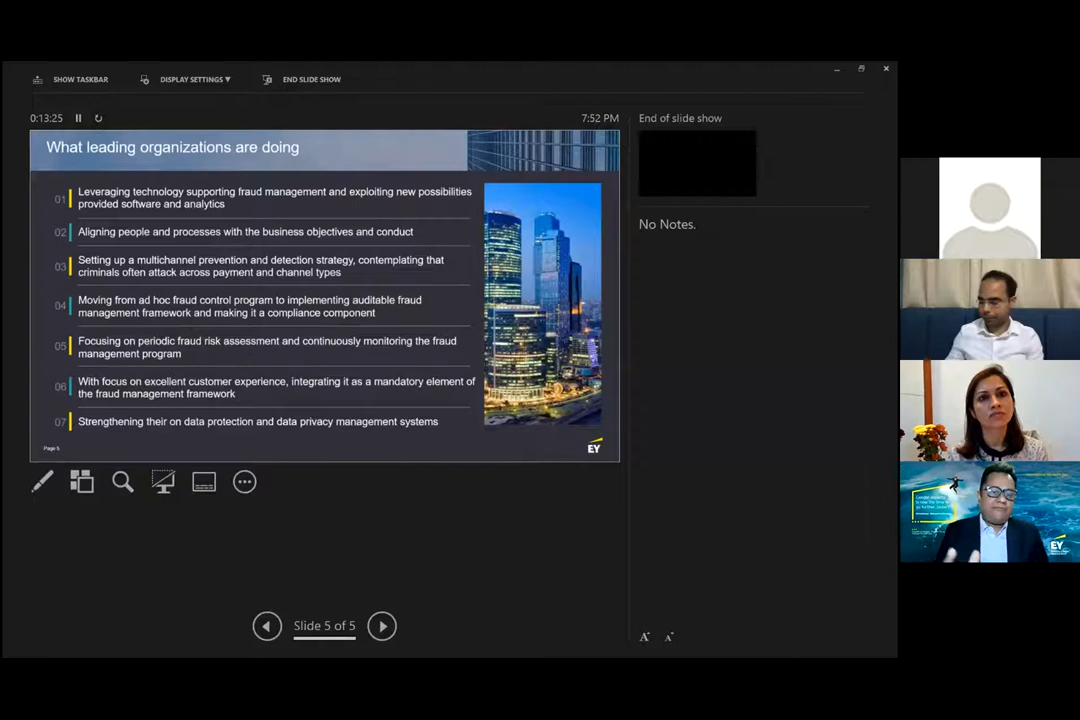 SHOW TASKBAR
DISPLAY SETTINGS ▼
END SLIDE SHOW
0:13:25
7:52 PM
End of slide show
What leading organizations are doing
01
Leveraging technology supporting fraud management and exploiting new possibilities
provided software and analytics
No Notes.
02
Aligning people and processes with the business objectives and conduct
03
Setting up a multichannel prevention and detection strategy, contemplating that
criminals often attack across payment and channel types
04
Moving from ad hoc fraud control program to implementing auditable fraud
management framework and making it a compliance component
05
Focusing on periodic fraud risk assessment and continuously monitoring the fraud
management program
06
With focus on excellent customer experience, integrating it as a mandatory element of
the fraud management framework
07
Strengthening their on data protection and data privacy management systems
Page 5
EY
Slide 5 of 5
A A
EY